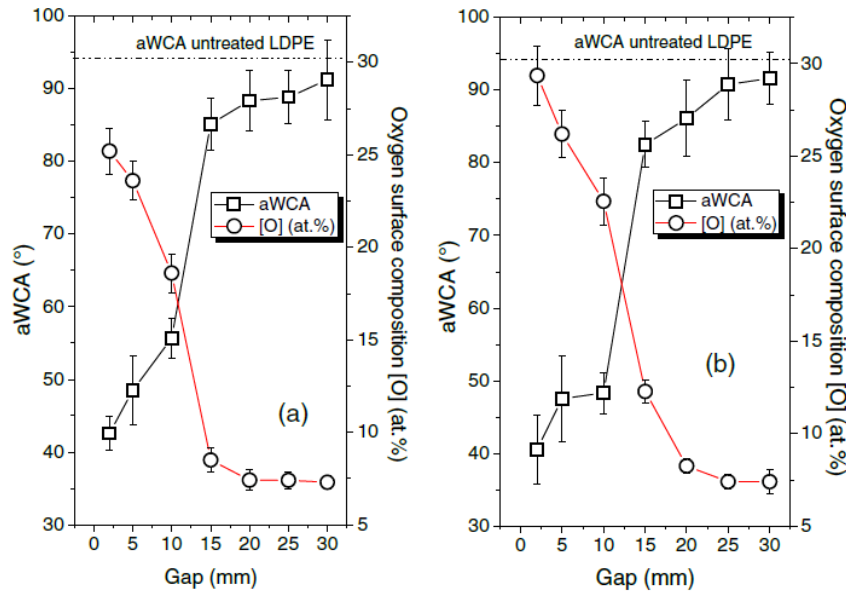 aWCA untreated LDPE
100
90
80
70
60
50
40
30
aWCA (°)
30
25
20
15
10
5
Oxygen surface composition [O] (at.%)
aWCA
[O] (at.%)
(a)
0 5 10 15 20 25 30
Gap (mm)
aWCA untreated LDPE
100
90
80
70
60
50
40
30
aWCA (°)
30
25
20
15
10
5
Oxygen surface composition [O] (at.%)
aWCA
[O] (at.%)
(b)
0 5 10 15 20 25 30
Gap (mm)